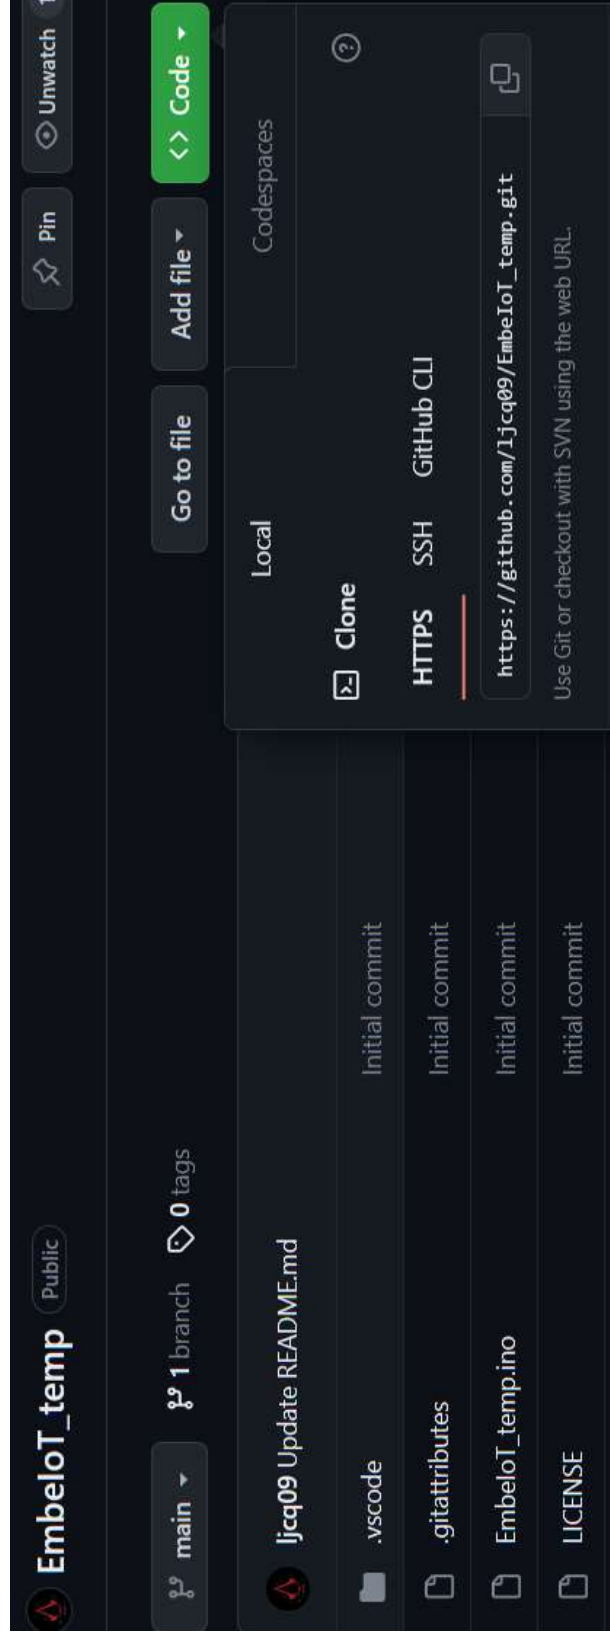 EmbeIoT_temp Public Pin Unwatch
main 1 branch 0 tags Go to file Add file <> Code
Local Codespaces
ljcq09 Update README.md
Clone
.vscode Initial commit
HTTPS SSH GitHub CLI
.gitattributes Initial commit
https://github.com/ljcq09/EmbeIoT_temp.git
EmbeIoT_temp.ino Initial commit
Use Git or checkout with SVN using the web URL.
LICENSE Initial commit